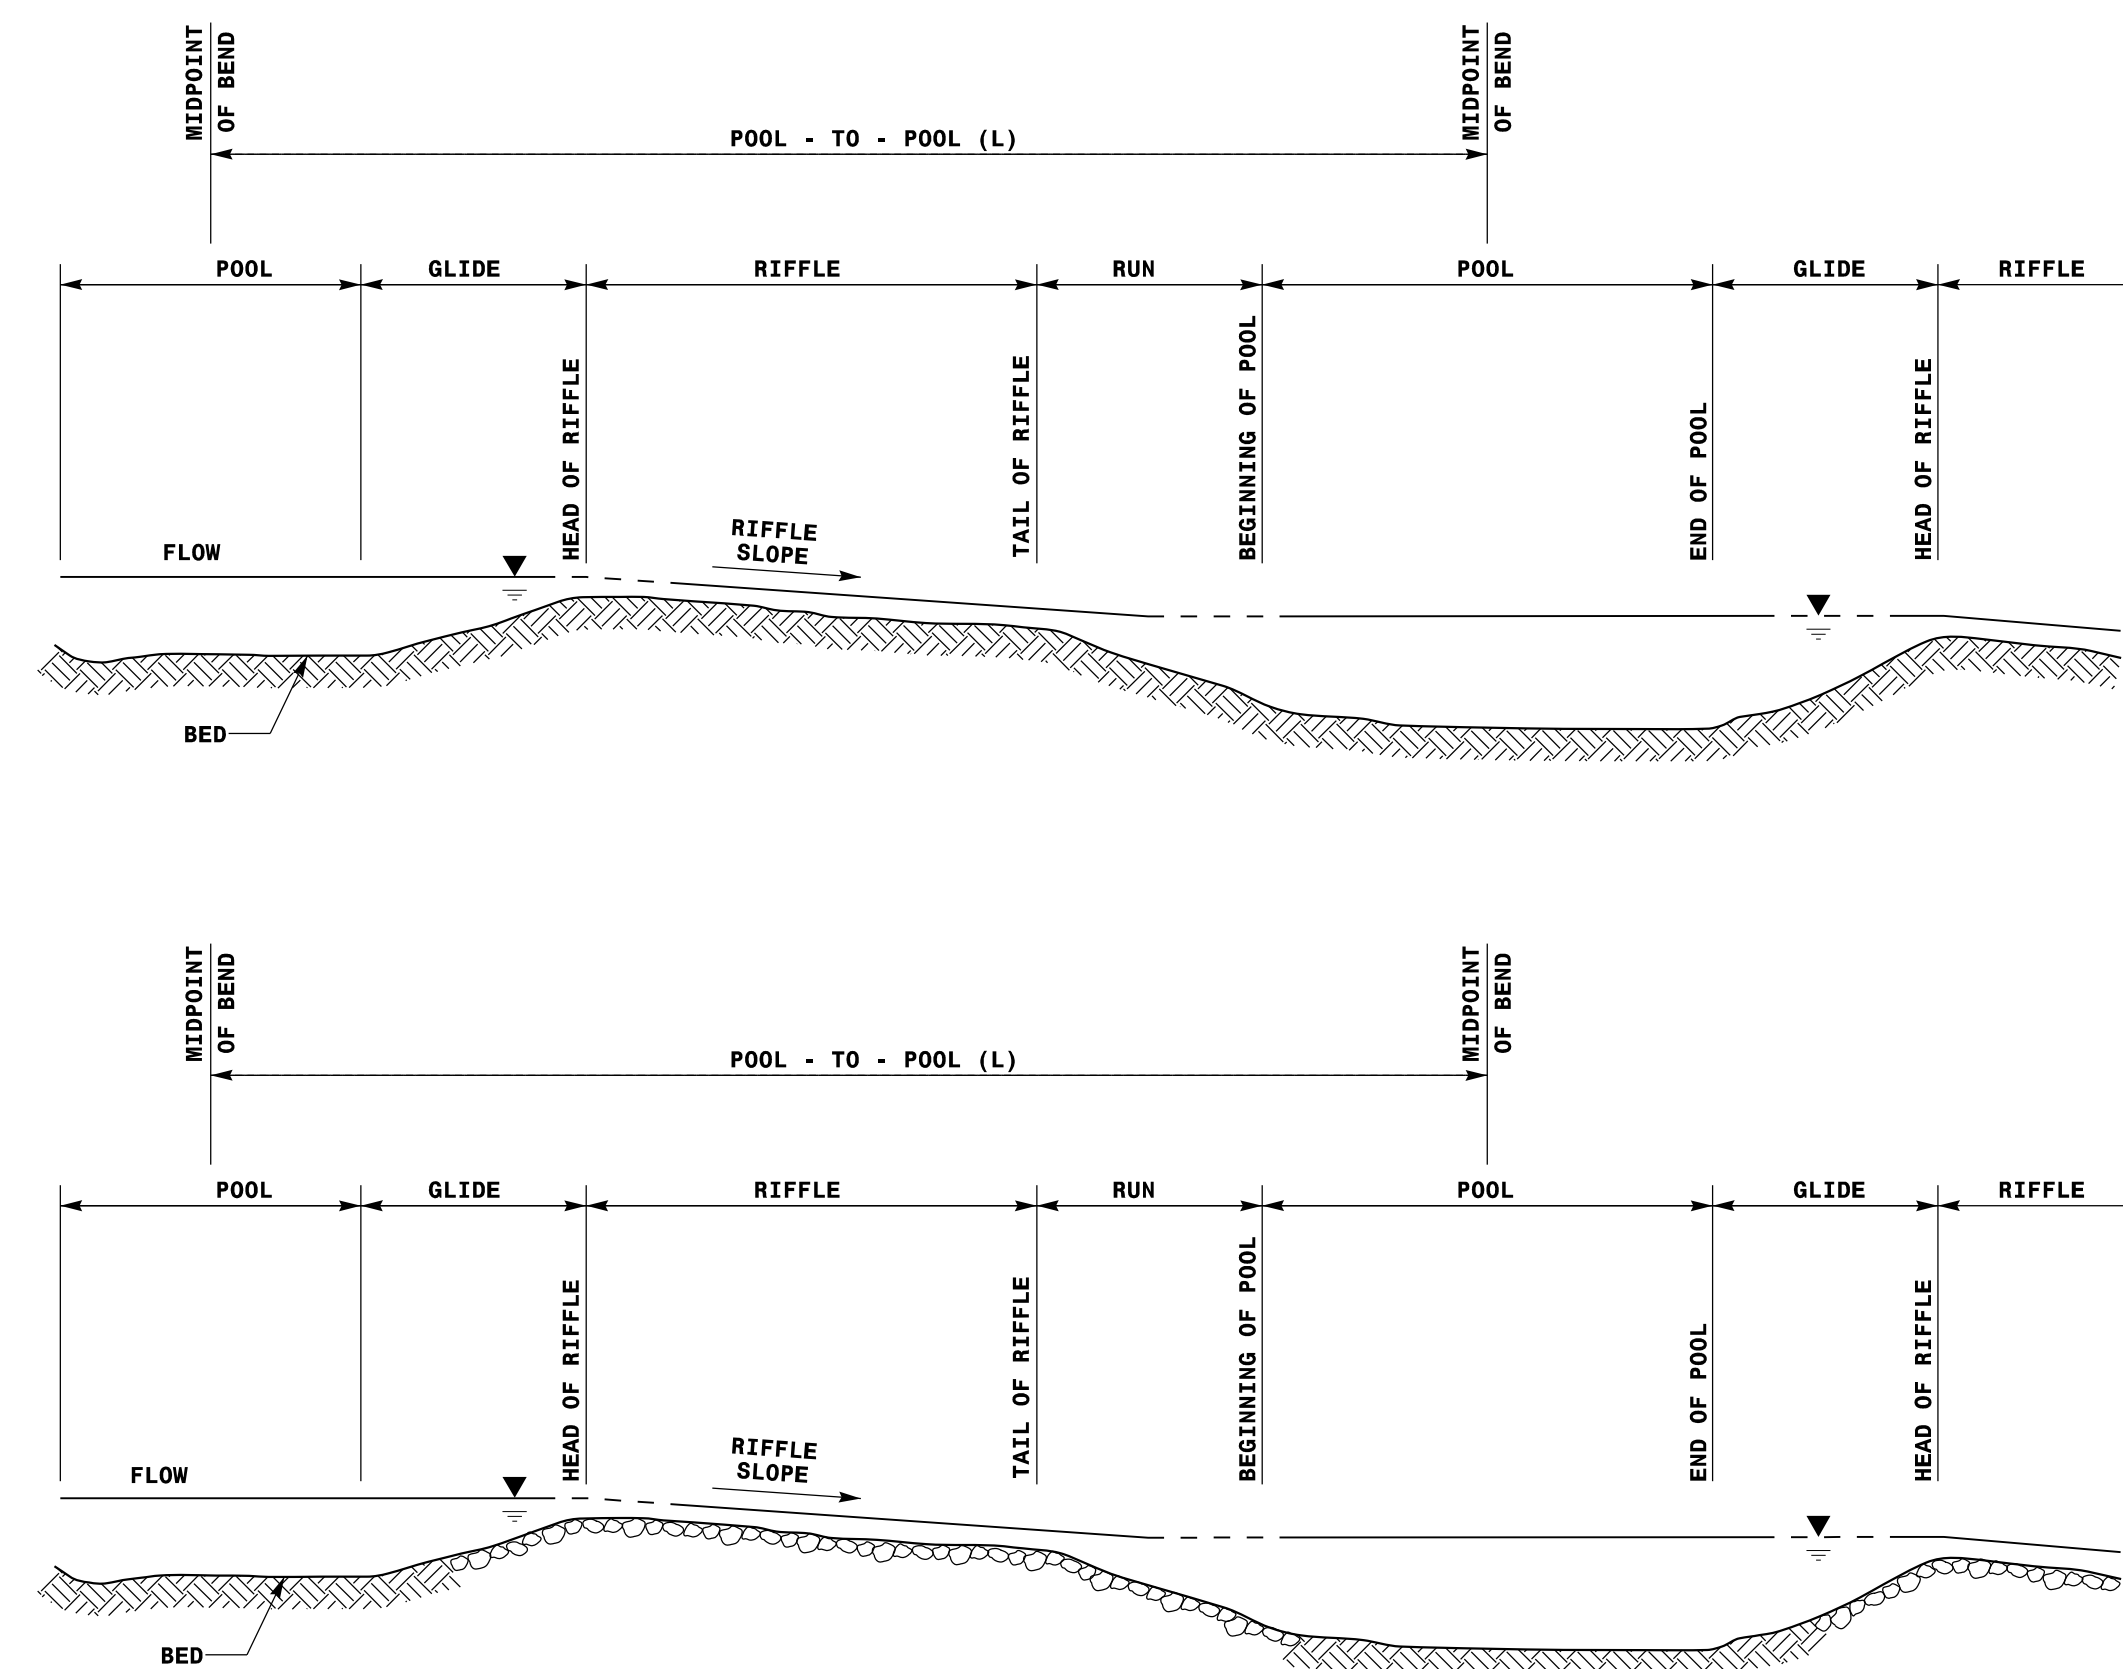 MIDPOINT
OF BEND
MIDPOINT
OF BEND
POOL - TO - POOL (L)
POOL
GLIDE
RIFFLE
RUN
POOL
GLIDE
RIFFLE
HEAD OF RIFFLE
TAIL OF RIFFLE
BEGINNING OF POOL
END OF POOL
HEAD OF RIFFLE
FLOW
RIFFLE
SLOPE
BED
MIDPOINT
OF BEND
MIDPOINT
OF BEND
POOL - TO - POOL (L)
POOL
GLIDE
RIFFLE
RUN
POOL
GLIDE
RIFFLE
HEAD OF RIFFLE
TAIL OF RIFFLE
BEGINNING OF POOL
END OF POOL
HEAD OF RIFFLE
FLOW
RIFFLE
SLOPE
BED